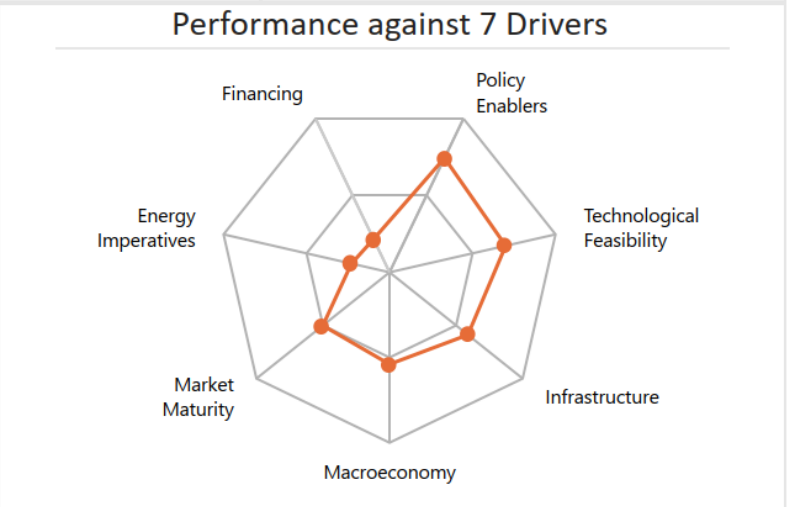 Performance against 7 Drivers
Policy
Enablers
Financing
Technological
Feasibility
Energy
Imperatives
Infrastructure
Market
Maturity
Macroeconomy